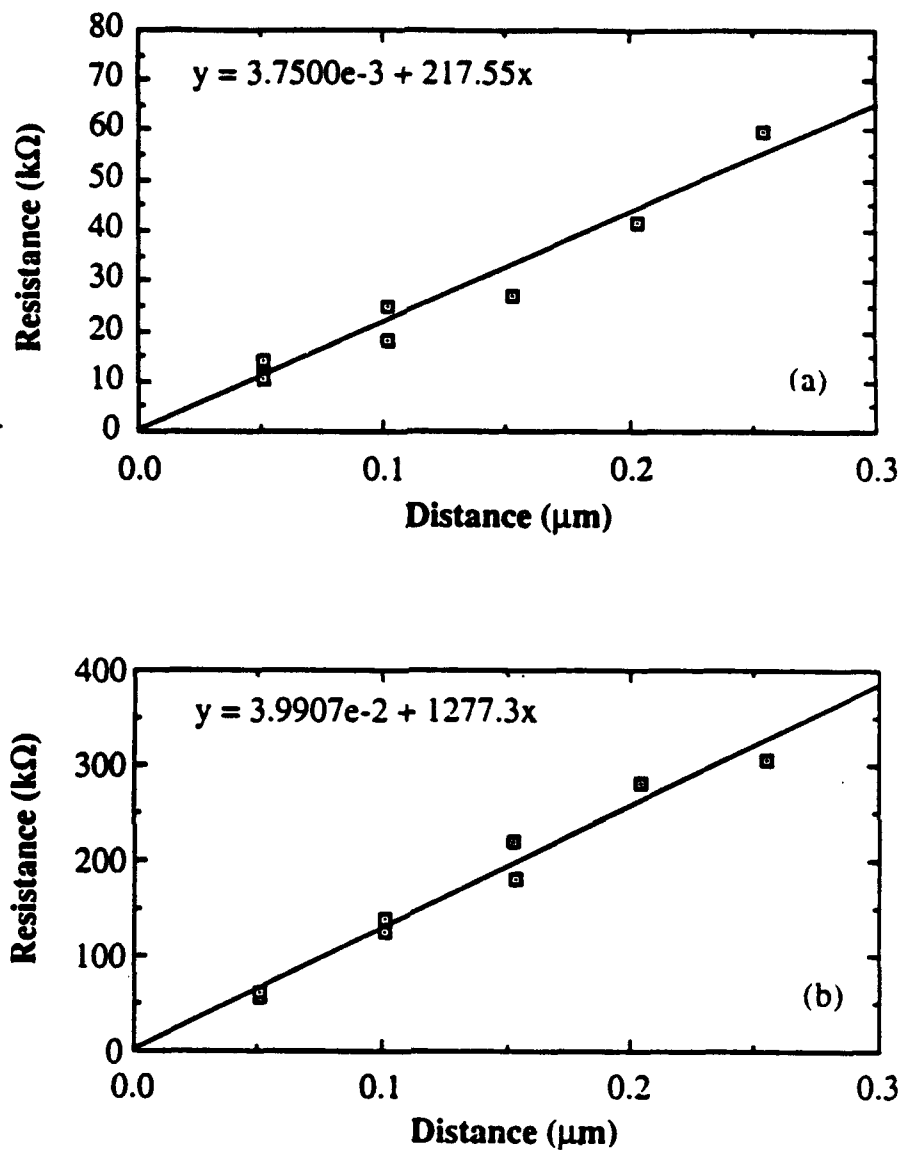 80
70
60
50
40
30
20
10
0
Resistance (kΩ)
y = 3.7500e-3 + 217.55x
(a)
0.0 0.1 0.2 0.3
Distance (μm)
400
300
200
100
0
Resistance (kΩ)
y = 3.9907e-2 + 1277.3x
(b)
0.0 0.1 0.2 0.3
Distance (μm)